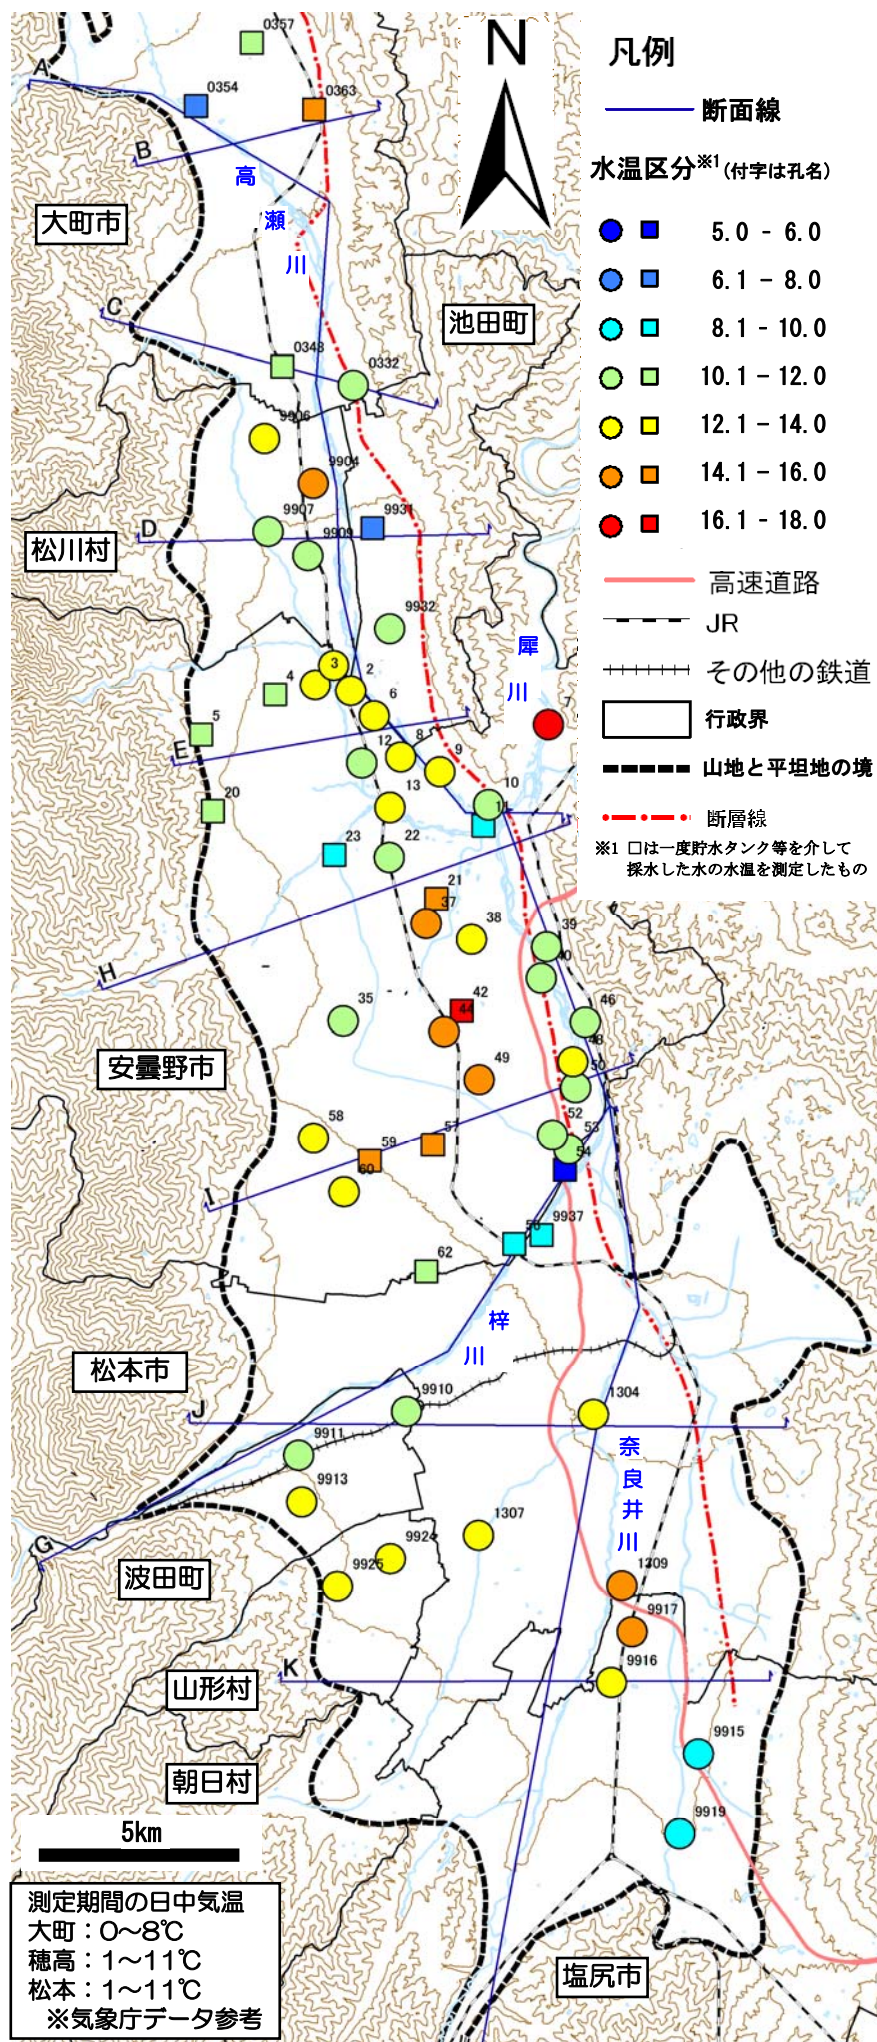 N
凡例
断面線
水温区分※1(付字は孔名)
5.0 - 6.0
6.1 - 8.0
8.1 - 10.0
10.1 - 12.0
12.1 - 14.0
14.1 - 16.0
16.1 - 18.0
高速道路
JR
その他の鉄道
行政界
山地と平坦地の境
断層線
※1 □は一度貯水タンク等を介して
採水した水の水温を測定したもの
0357
A
0354
0363
B
高
瀬
川
大町市
C
池田町
0348
0332
9906
9904
9907
9931
9909
D
松川村
9932
犀
川
3
4
2
6
7
5
E
12
8
9
20
13
10
11
23
22
21
37
38
39
40
H
35
42
44
46
48
安曇野市
49
50
58
52
53
57
59
54
60
I
9937
56
62
梓
川
松本市
9910
1304
J
9911
奈
良
井
川
9913
1307
G
9924
9925
波田町
1309
9917
K
9916
山形村
9915
朝日村
9919
5km
測定期間の日中気温
大町：0～8℃
穂高：1～11℃
松本：1～11℃
※気象庁データ参考
塩尻市